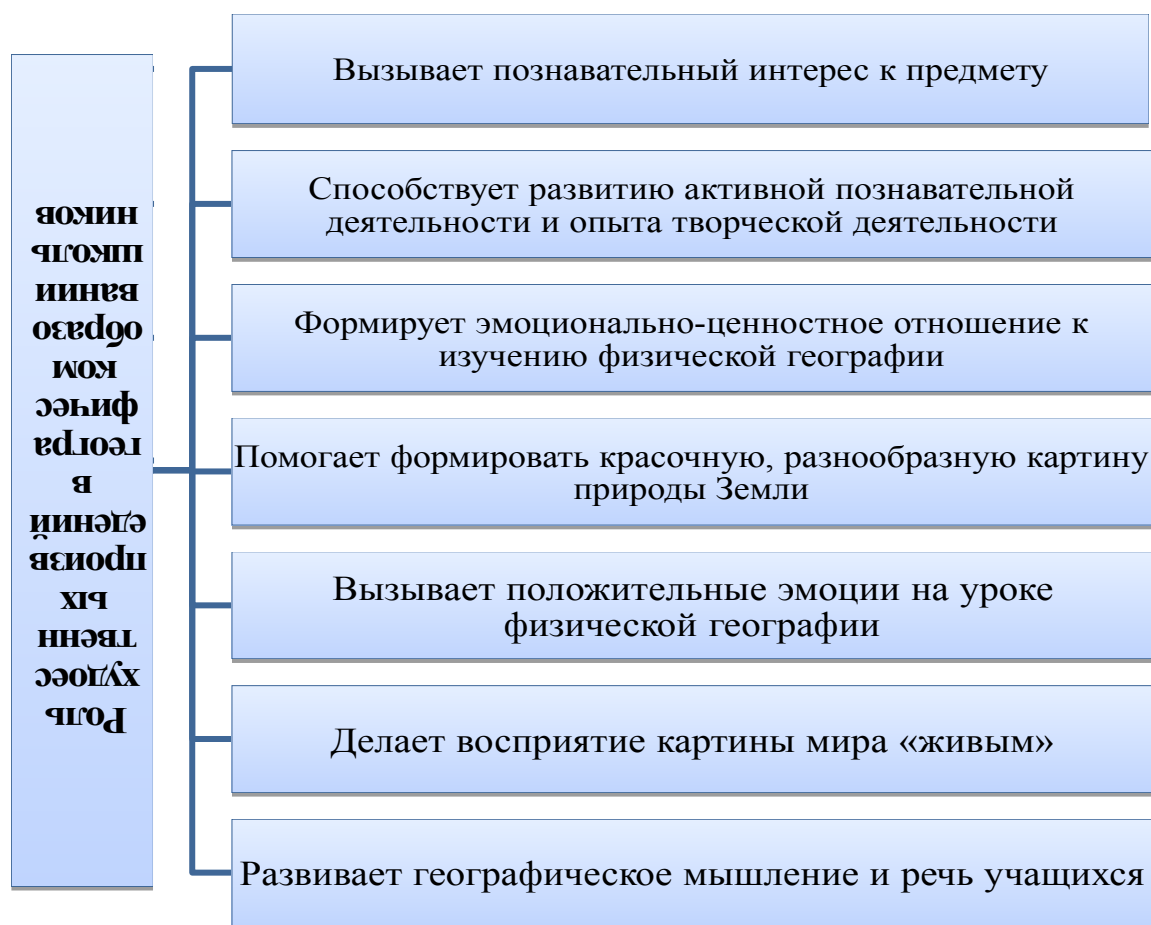 Роль
худоес
твенн
ых
произв
едений
в
геогра
фичес
ком
образо
вании
школь
ников
Вызывает познавательный интерес к предмету
Способствует развитию активной познавательной
деятельности и опыта творческой деятельности
Формирует эмоционально-ценностное отношение к
изучению физической географии
Помогает формировать красочную, разнообразную картину
природы Земли
Вызывает положительные эмоции на уроке
физической географии
Делает восприятие картины мира «живым»
Развивает географическое мышление и речь учащихся